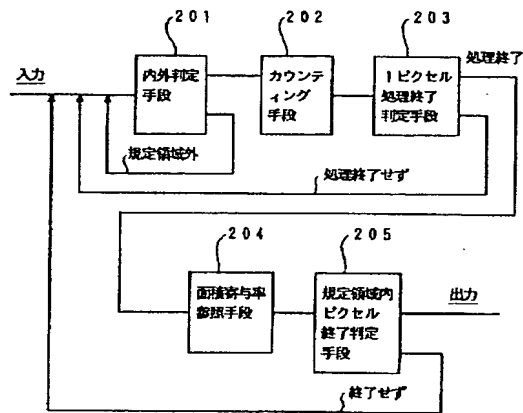 201
202
203
入力
内外判定
手段
カウンテ
ィング
手段
1ピクセル
処理終了
判定手段
処理終了
規定領域外
処理終了せず
204
205
面積寄与率
参照手段
規定領域内
ピクセル
終了判定
手段
出力
終了せず